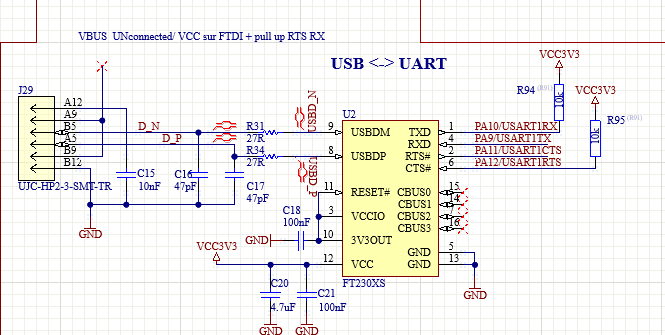 VBUS UNconnected/ VCC sur FTDI + pull up RTS RX
USB <-> UART
VCC3V3
J29
A12
A9
B5
A5
B9
B12
UJC-HP2-3-SMT-TR
D_N
D_P
R31
27R
R34
27R
USBD_N
USBD_P
C15
10nF
C16
47pF
C17
47pF
GND
U2
9
USBDM
8
USBDP
11
RESET#
3
VCCIO
10
3V3OUT
12
VCC
TXD
1
PA10/USART1RX
RXD
4
PA9/USART1TX
RTS#
2
PA11/USART1CTS
CTS#
6
PA12/USART1RTS
CBUS0
15
CBUS1
14
CBUS2
7
CBUS3
16
GND
5
GND
13
FT230XS
GND
R94
(R91)
10k
VCC3V3
R95
(R91)
10k
C18
100nF
GND
VCC3V3
C20
4.7uF
GND
C21
100nF
GND